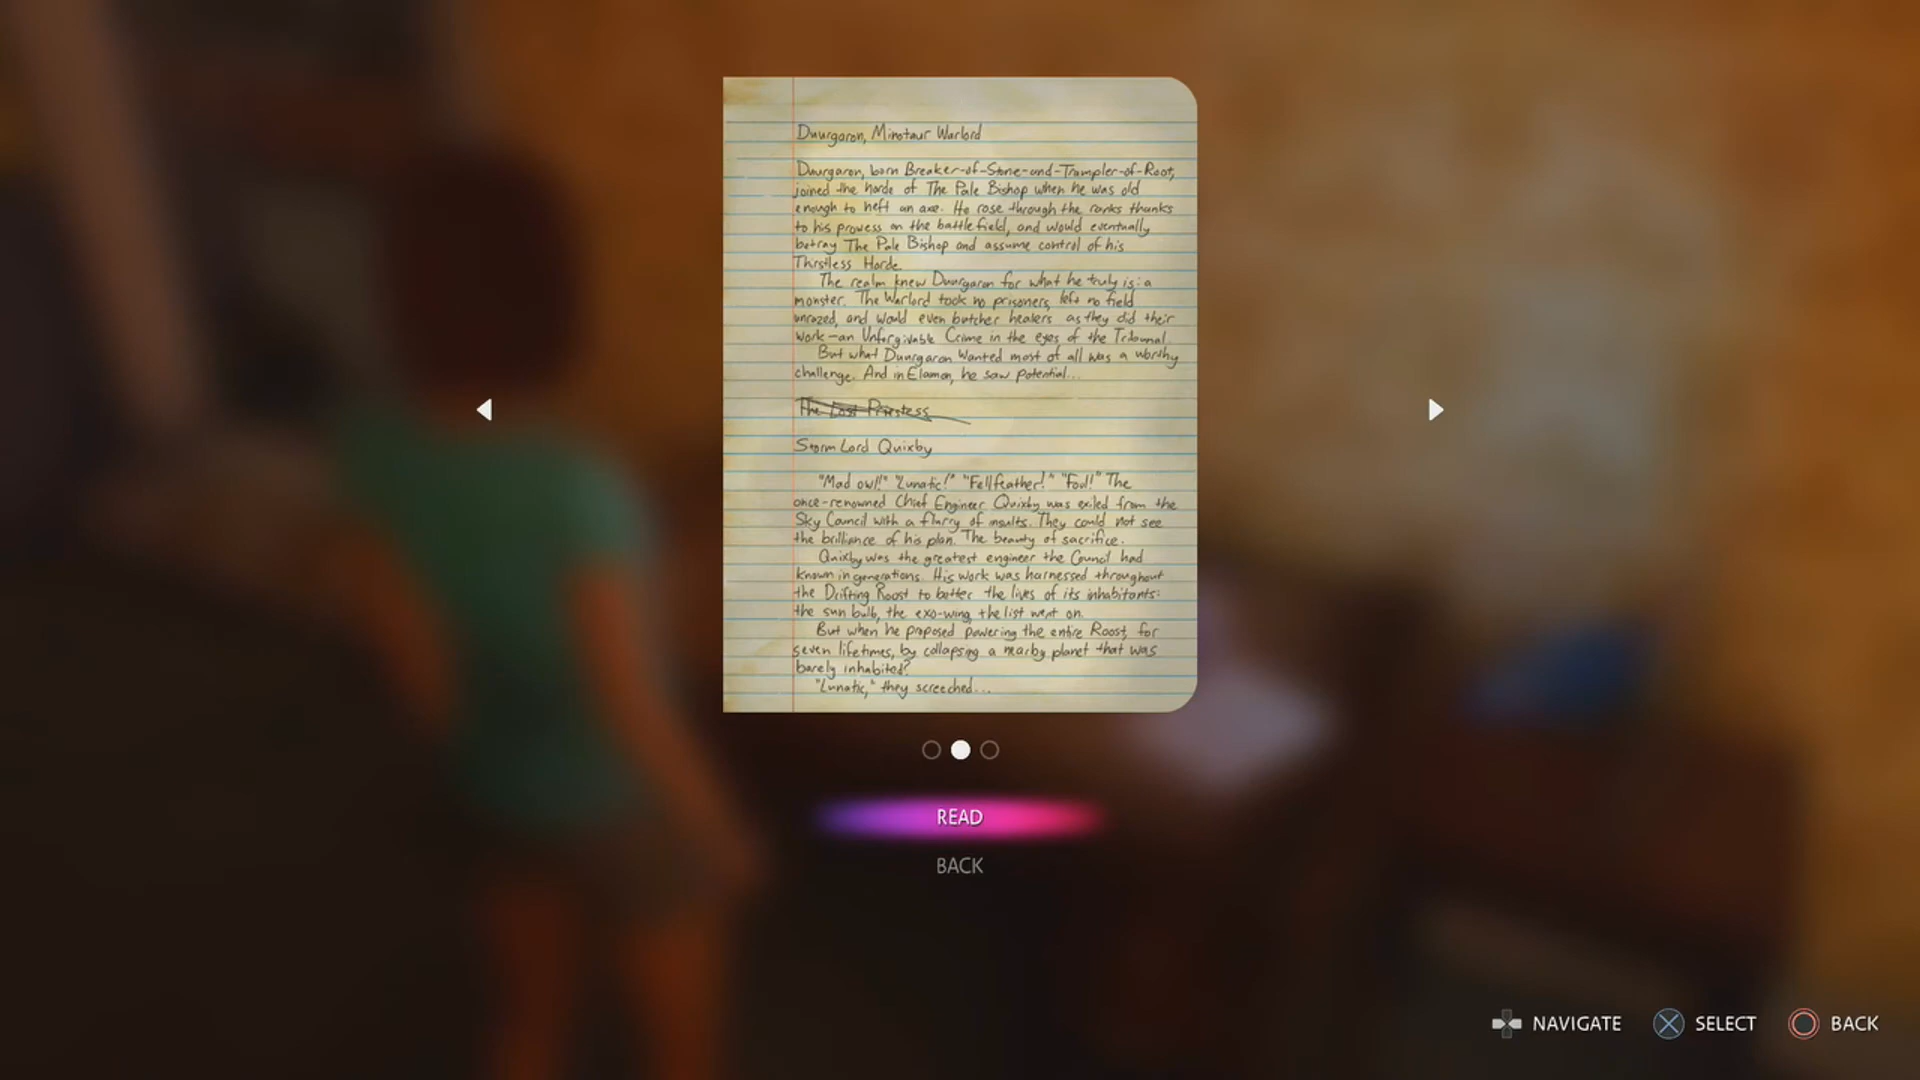 Duurgaron, Minotaur Warlord
Duurgaron, born Breaker-of-Stone-and-Trampler-of-Root,
joined the horde of The Pale Bishop when he was old
enough to heft an axe. He rose through the ranks thanks
to his prowess on the battlefield, and would eventually
betray The Pale Bishop and assume control of his
Thirstless Horde.
The realm knew Duurgaron for what he truly is: a
monster. The Warlord took no prisoners, left no field
unrazed, and would even butcher healers as they did their
work—an Unforgivable Crime in the eyes of the Tribunal.
But what Duurgaron wanted most of all was a worthy
challenge. And in Elamon, he saw potential...
The Lost Priestess
Storm Lord Quixby
"Mad owl!" "Lunatic!" "Fellfeather!" "Foul!" The
once-renowned Chief Engineer Quixby was exiled from the
Sky Council with a flurry of insults. They could not see
the brilliance of his plan. The beauty of sacrifice.
Quixby was the greatest engineer the Council had
known in generations. His work was harnessed throughout
the Drifting Roost to better the lives of its inhabitants:
the sun bulb, the exo-wing, the list went on.
But when he proposed powering the entire Roost, for
seven lifetimes, by collapsing a nearby planet that was
barely inhabited?
"Lunatic," they screeched...
READ
BACK
NAVIGATE SELECT BACK